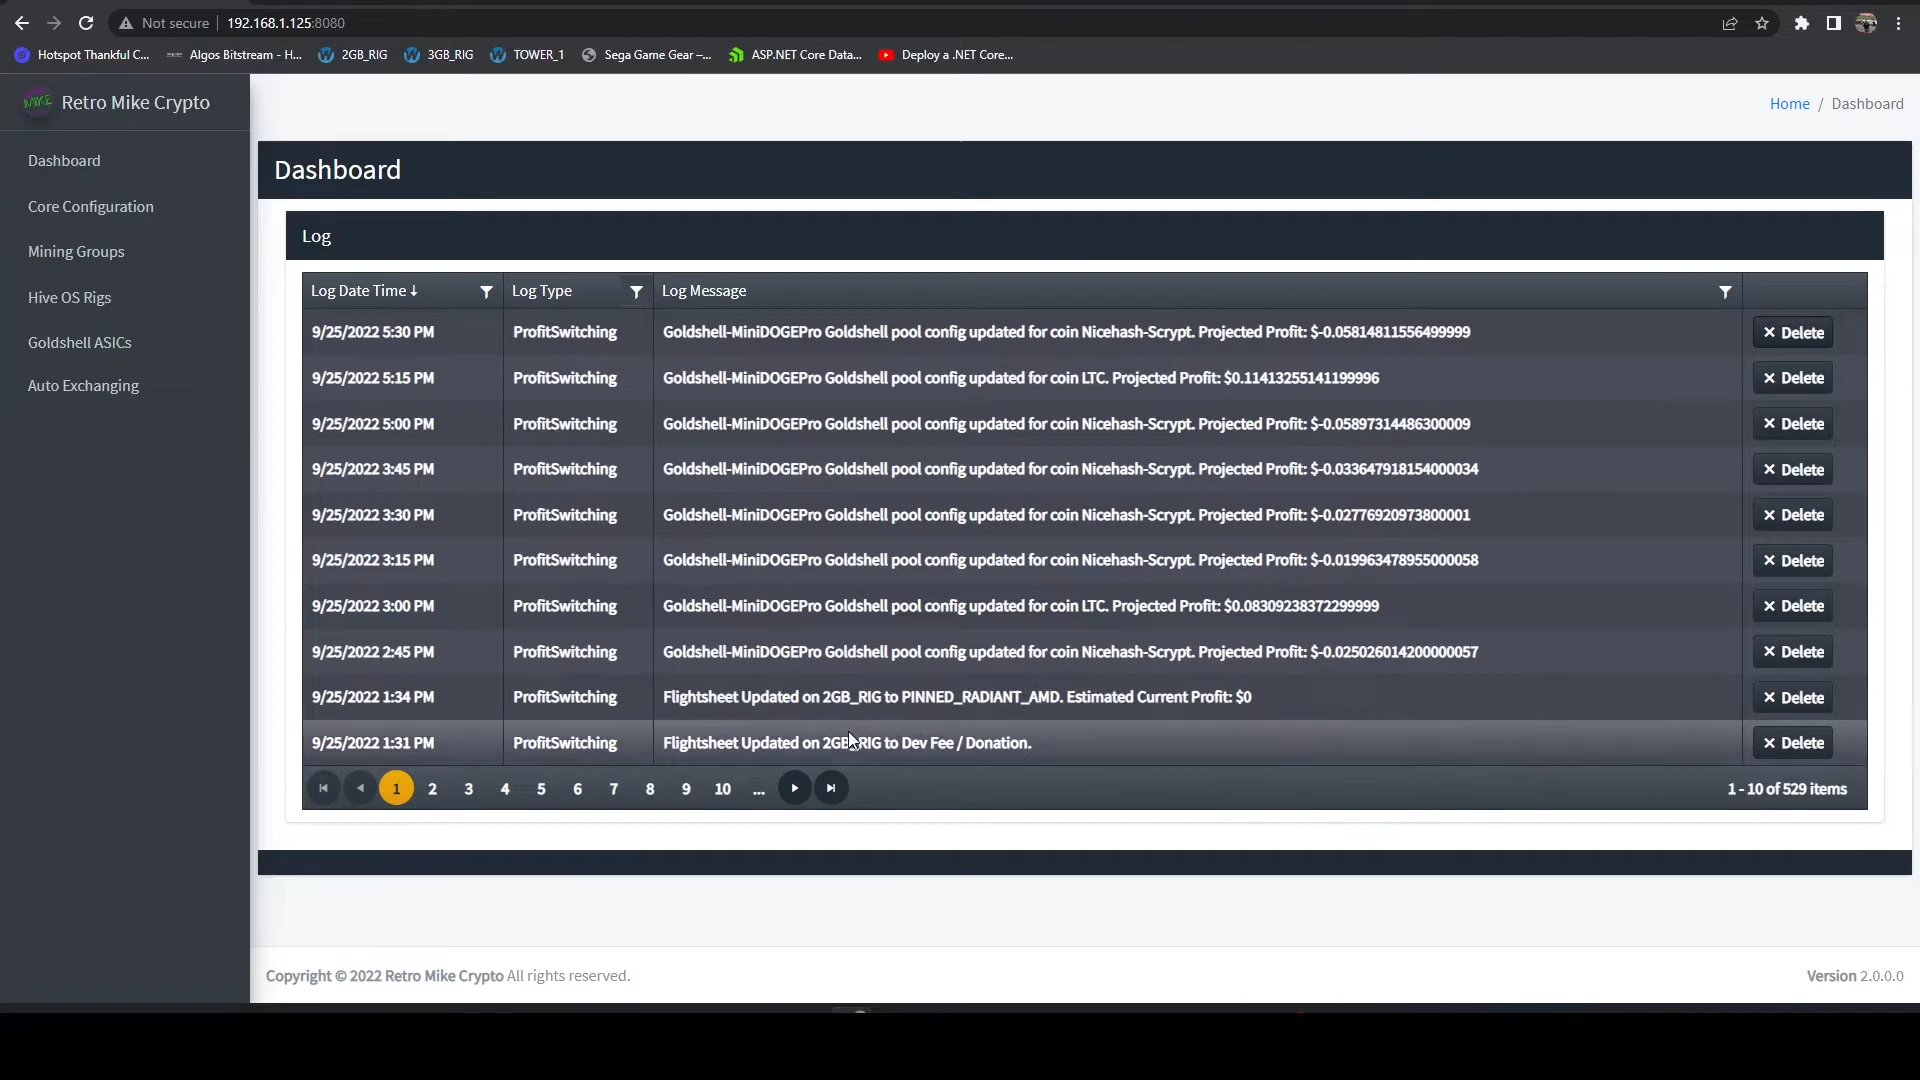 Not secure | 192.168.1.125:8080
Hotspot Thankful C... Algos Bitstream - H... 2GB_RIG 3GB_RIG TOWER_1 Sega Game Gear –... ASP.NET Core Data... Deploy a .NET Core...
MIKE Retro Mike Crypto
Home / Dashboard
Dashboard
Core Configuration
Mining Groups
Hive OS Rigs
Goldshell ASICs
Auto Exchanging
Dashboard
Log
Log Date Time Log Type Log Message
9/25/2022 5:30 PM ProfitSwitching Goldshell-MiniDOGEPro Goldshell pool config updated for coin Nicehash-Scrypt. Projected Profit: $-0.05814811556499999 × Delete
9/25/2022 5:15 PM ProfitSwitching Goldshell-MiniDOGEPro Goldshell pool config updated for coin LTC. Projected Profit: $0.11413255141199996 × Delete
9/25/2022 5:00 PM ProfitSwitching Goldshell-MiniDOGEPro Goldshell pool config updated for coin Nicehash-Scrypt. Projected Profit: $-0.05897314486300009 × Delete
9/25/2022 3:45 PM ProfitSwitching Goldshell-MiniDOGEPro Goldshell pool config updated for coin Nicehash-Scrypt. Projected Profit: $-0.033647918154000034 × Delete
9/25/2022 3:30 PM ProfitSwitching Goldshell-MiniDOGEPro Goldshell pool config updated for coin Nicehash-Scrypt. Projected Profit: $-0.02776920973800001 × Delete
9/25/2022 3:15 PM ProfitSwitching Goldshell-MiniDOGEPro Goldshell pool config updated for coin Nicehash-Scrypt. Projected Profit: $-0.019963478955000058 × Delete
9/25/2022 3:00 PM ProfitSwitching Goldshell-MiniDOGEPro Goldshell pool config updated for coin LTC. Projected Profit: $0.08309238372299999 × Delete
9/25/2022 2:45 PM ProfitSwitching Goldshell-MiniDOGEPro Goldshell pool config updated for coin Nicehash-Scrypt. Projected Profit: $-0.025026014200000057 × Delete
9/25/2022 1:34 PM ProfitSwitching Flightsheet Updated on 2GB_RIG to PINNED_RADIANT_AMD. Estimated Current Profit: $0 × Delete
9/25/2022 1:31 PM ProfitSwitching Flightsheet Updated on 2GB_RIG to Dev Fee / Donation. × Delete
1 2 3 4 5 6 7 8 9 10 ... 1 - 10 of 529 items
Copyright © 2022 Retro Mike Crypto All rights reserved. Version 2.0.0.0